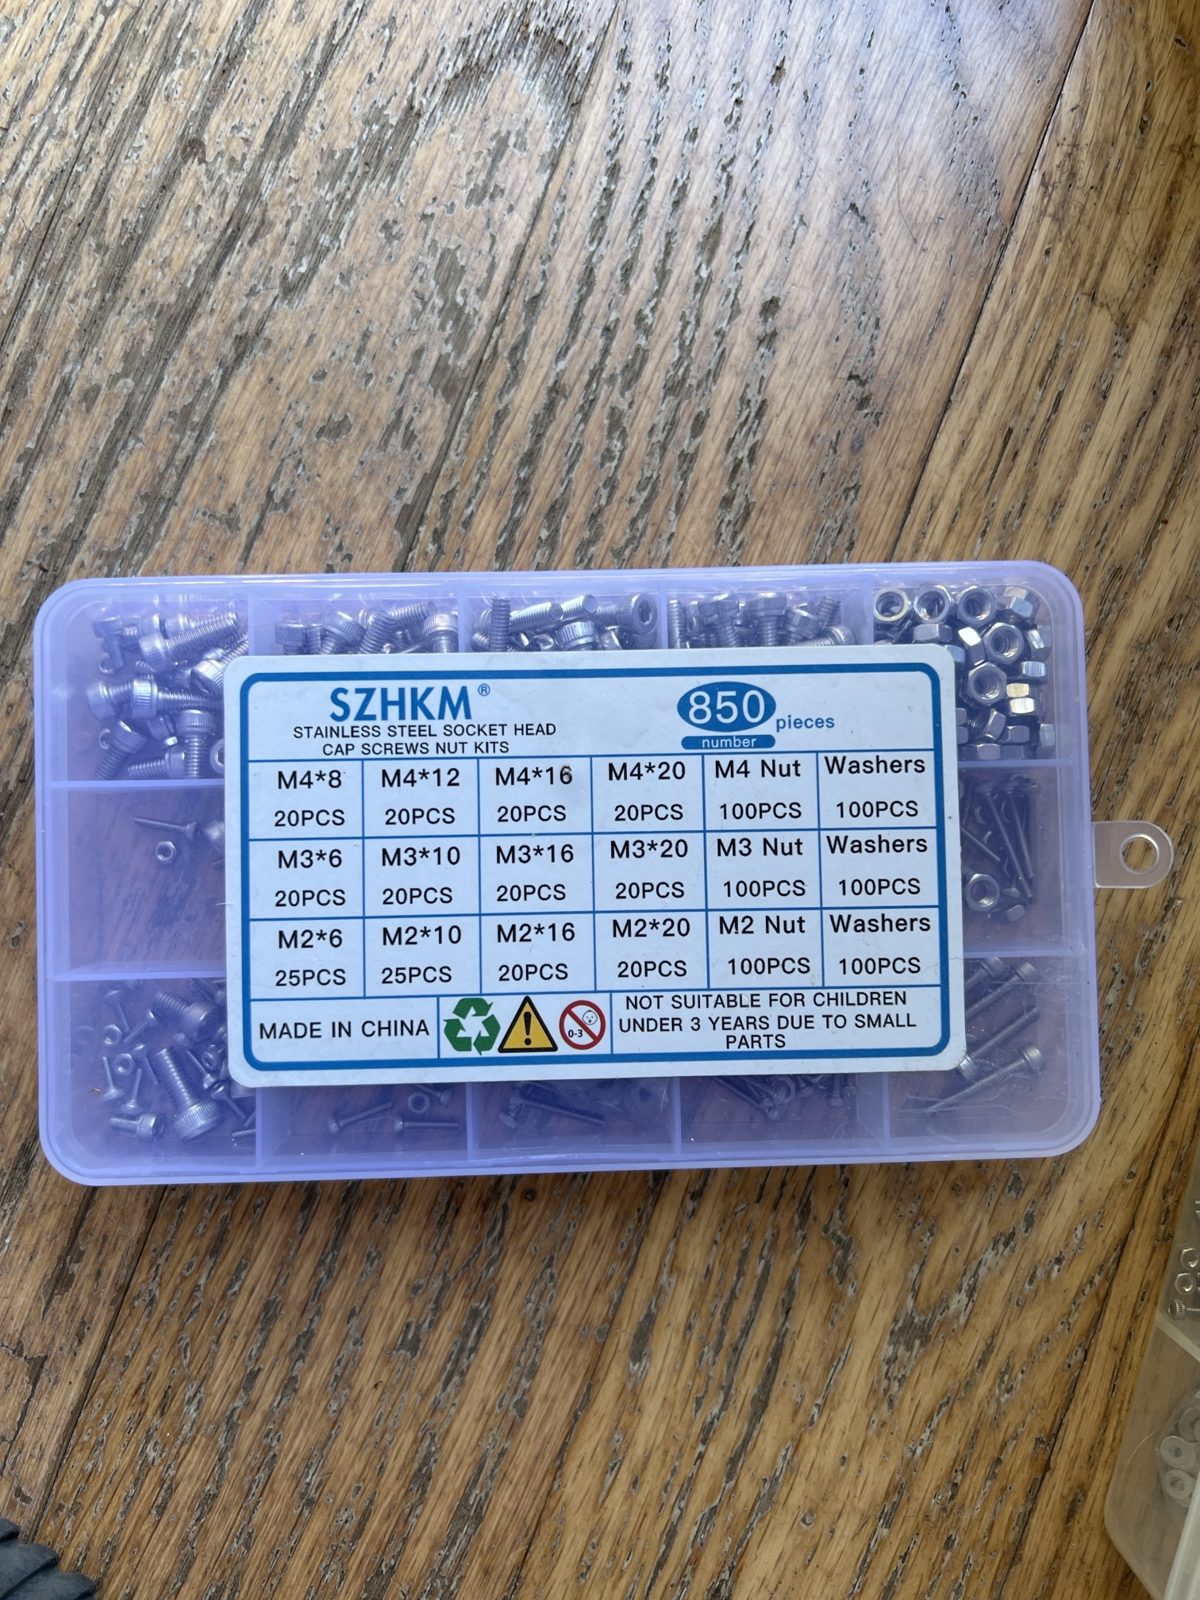 SZHKM®
STAINLESS STEEL SOCKET HEAD
CAP SCREWS NUT KITS
850 pieces
number
M4*8 M4*12 M4*16 M4*20 M4 Nut Washers
20PCS 20PCS 20PCS 20PCS 100PCS 100PCS
M3*6 M3*10 M3*16 M3*20 M3 Nut Washers
20PCS 20PCS 20PCS 20PCS 100PCS 100PCS
M2*6 M2*10 M2*16 M2*20 M2 Nut Washers
25PCS 25PCS 20PCS 20PCS 100PCS 100PCS
MADE IN CHINA
0-3
NOT SUITABLE FOR CHILDREN
UNDER 3 YEARS DUE TO SMALL
PARTS